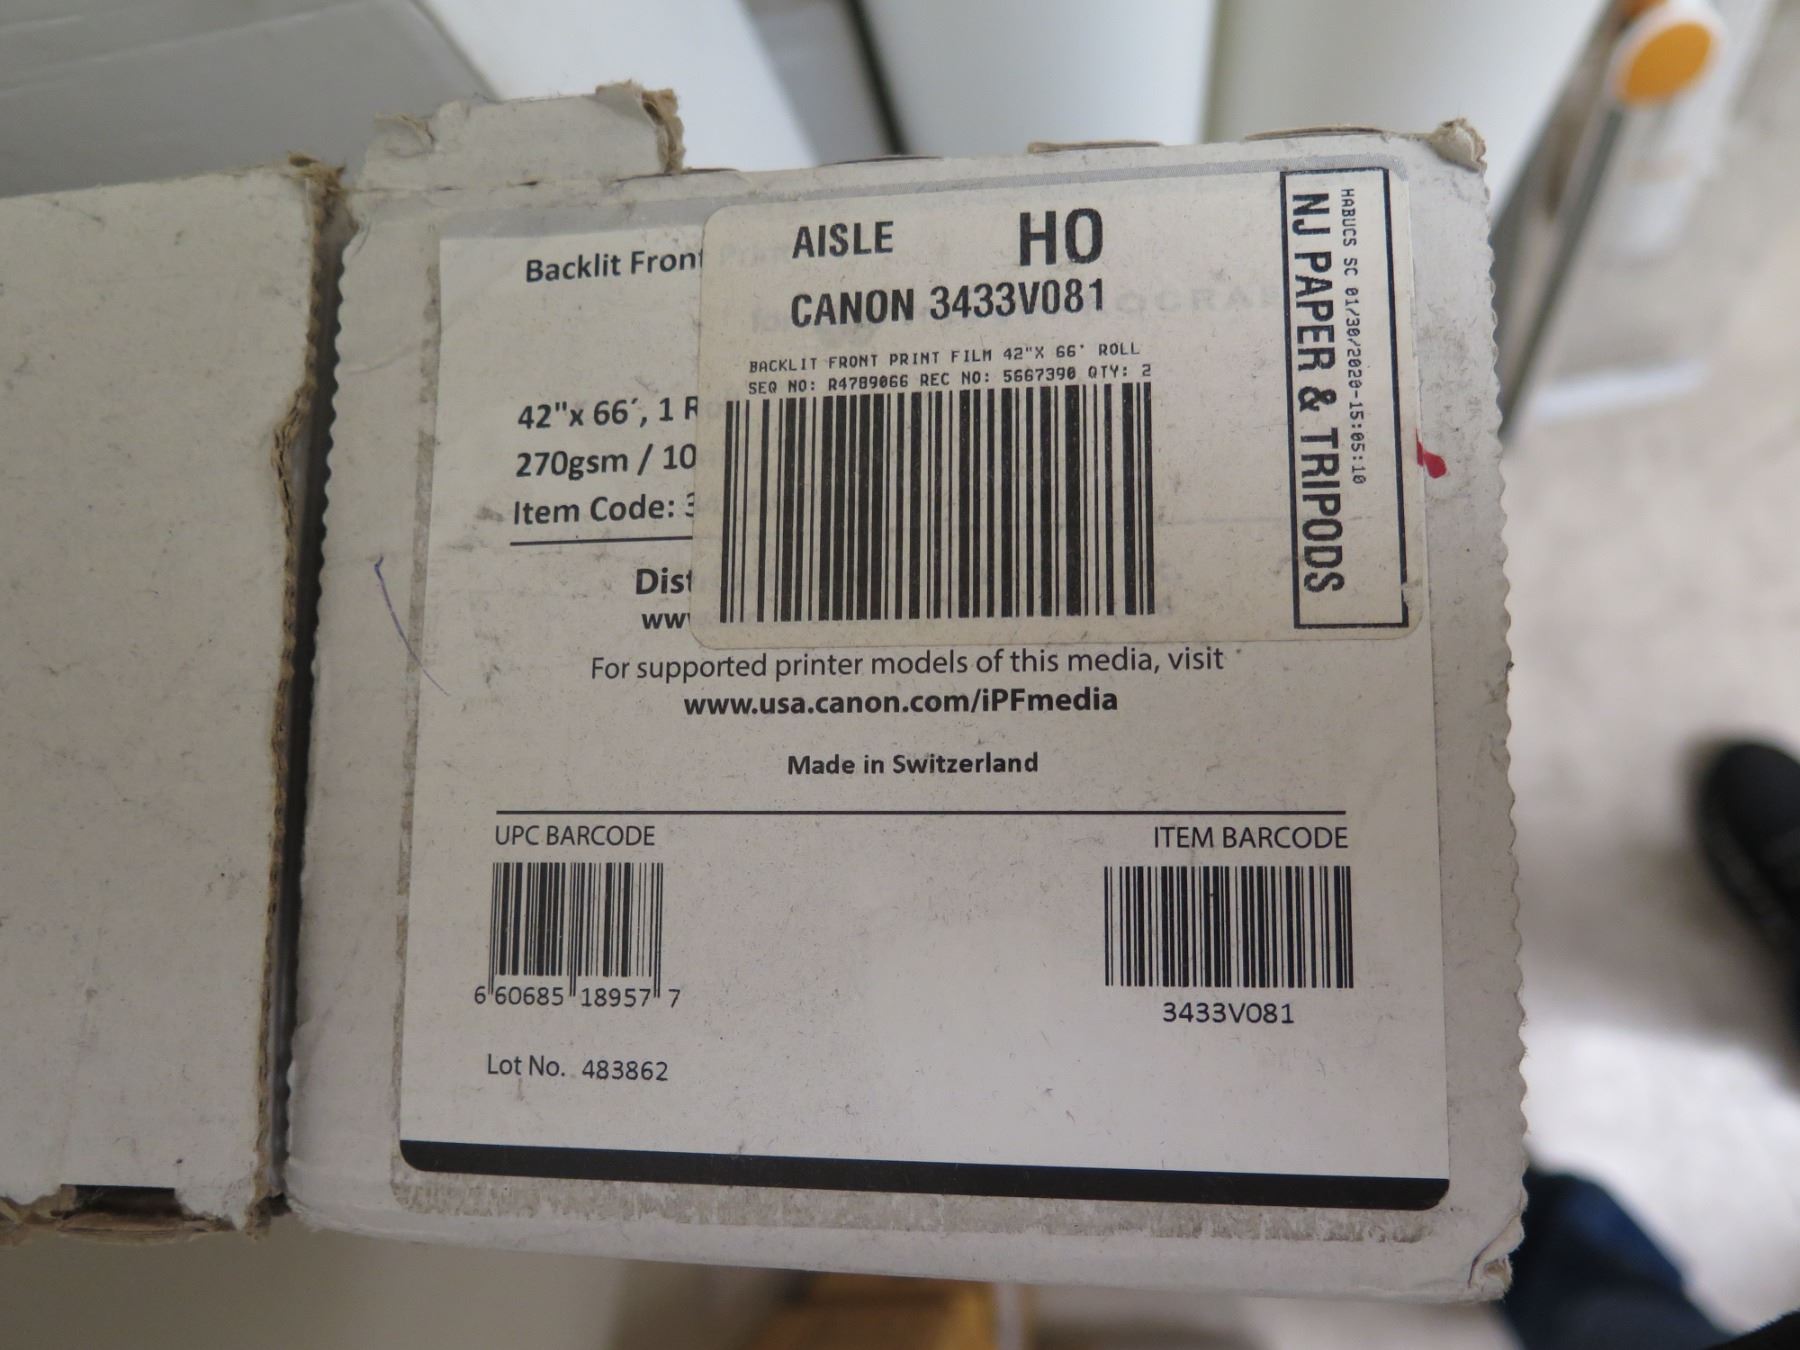 Backlit Front
AISLE HO
CANON 3433V081
BACKLIT FRONT PRINT FILM 42"X 66' ROLL
SEQ NO: R4789066 REC NO: 5667390 QTY: 2
HABUCS SC 01/30/2020-15:05:10
NJ PAPER & TRIPODS
42"x 66´, 1 R
270gsm / 10
Item Code: 3
Dist
www
For supported printer models of this media, visit
www.usa.canon.com/iPFmedia
Made in Switzerland
UPC BARCODE
ITEM BARCODE
6 60685 18957 7
3433V081
Lot No. 483862